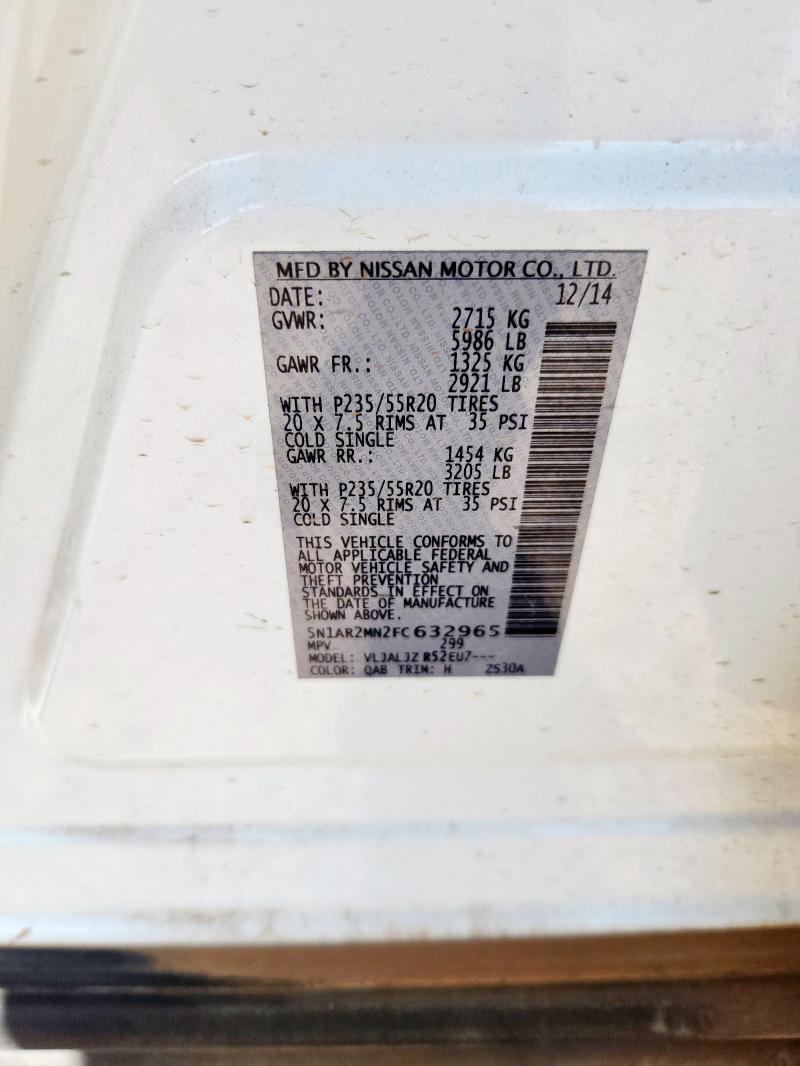 MFD BY NISSAN MOTOR CO., LTD.
DATE: 12/14
GVWR: 2715 KG
5986 LB
GAWR FR.: 1325 KG
2921 LB
WITH P235/55R20 TIRES
20 X 7.5 RIMS AT 35 PSI
COLD SINGLE
GAWR RR.: 1454 KG
3205 LB
WITH P235/55R20 TIRES
20 X 7.5 RIMS AT 35 PSI
COLD SINGLE
THIS VEHICLE CONFORMS TO
ALL APPLICABLE FEDERAL
MOTOR VEHICLE SAFETY AND
THEFT PREVENTION
STANDARDS IN EFFECT ON
THE DATE OF MANUFACTURE
SHOWN ABOVE.
5N1AR2MN2FC632965
MPV 299
MODEL: VLJALJZ R52EU7---
COLOR: QAB TRIM: H ZS30A